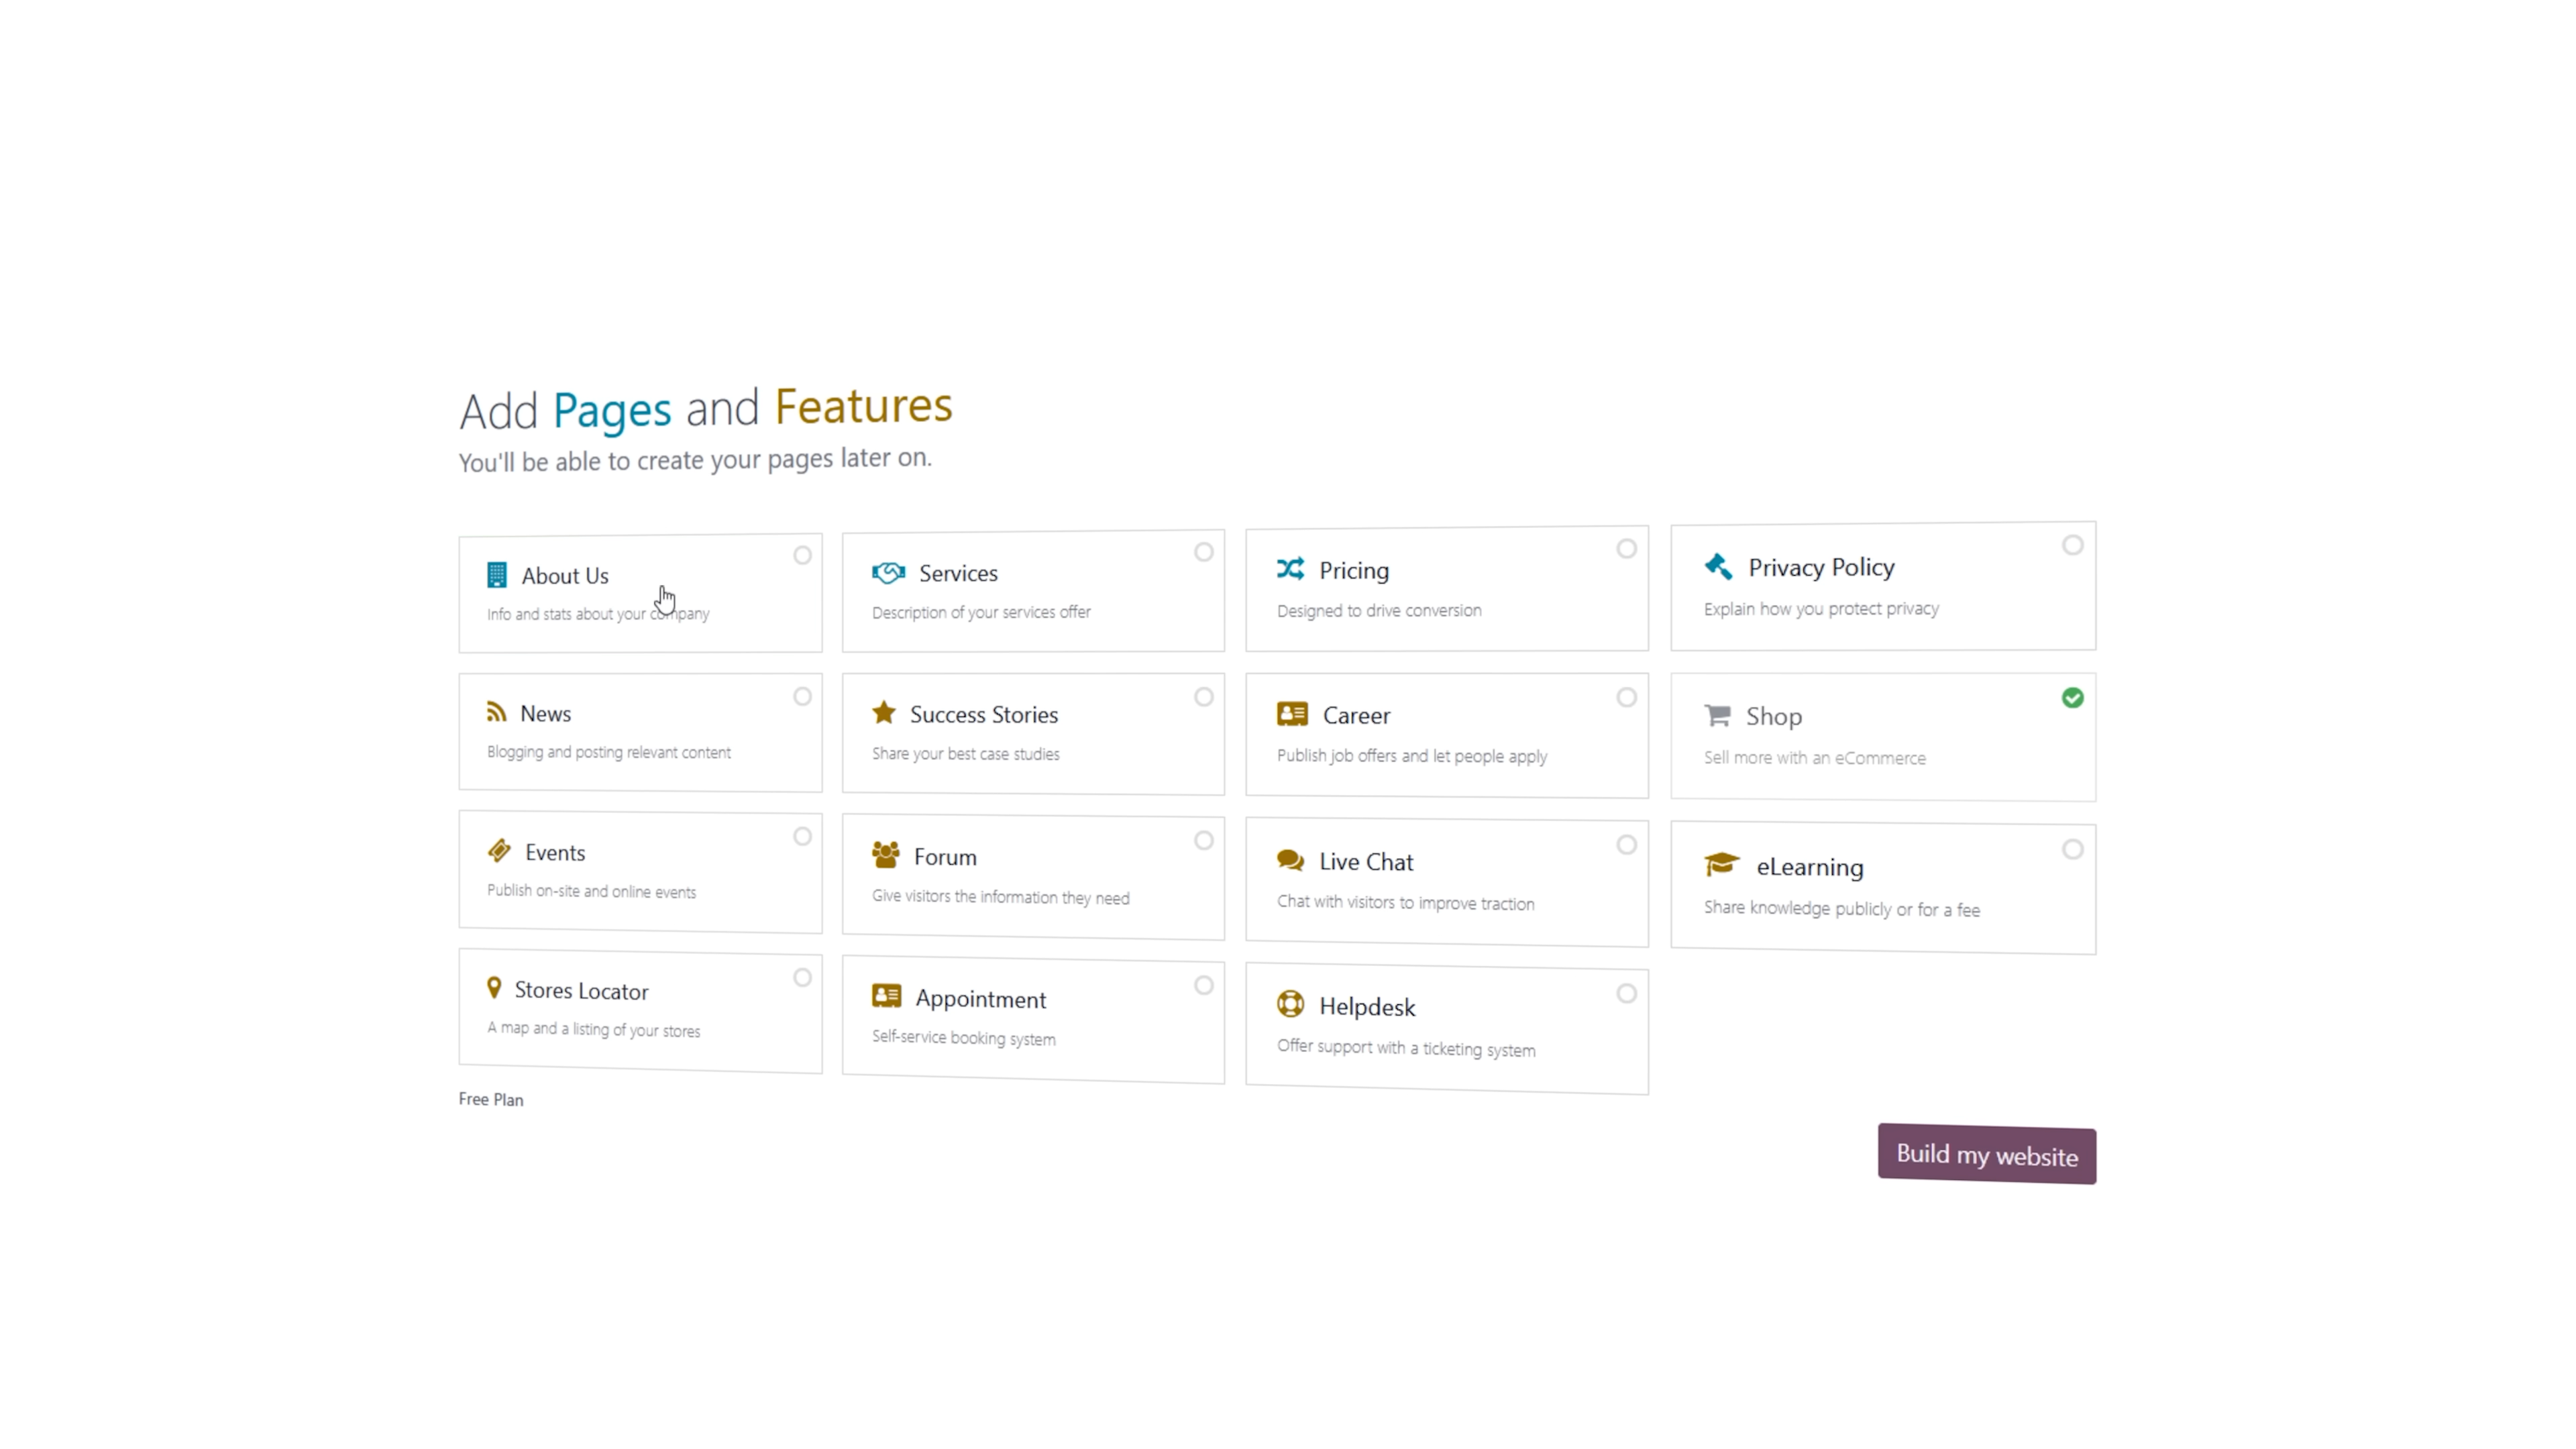 Add Pages and Features
You'll be able to create your pages later on.
About Us
Info and stats about your company
Services
Description of your services offer
Pricing
Designed to drive conversion
Privacy Policy
Explain how you protect privacy
News
Blogging and posting relevant content
Success Stories
Share your best case studies
Career
Publish job offers and let people apply
Shop
Sell more with an eCommerce
Events
Publish on-site and online events
Forum
Give visitors the information they need
Live Chat
Chat with visitors to improve traction
eLearning
Share knowledge publicly or for a fee
Stores Locator
A map and a listing of your stores
Appointment
Self-service booking system
Helpdesk
Offer support with a ticketing system
Free Plan
Build my website